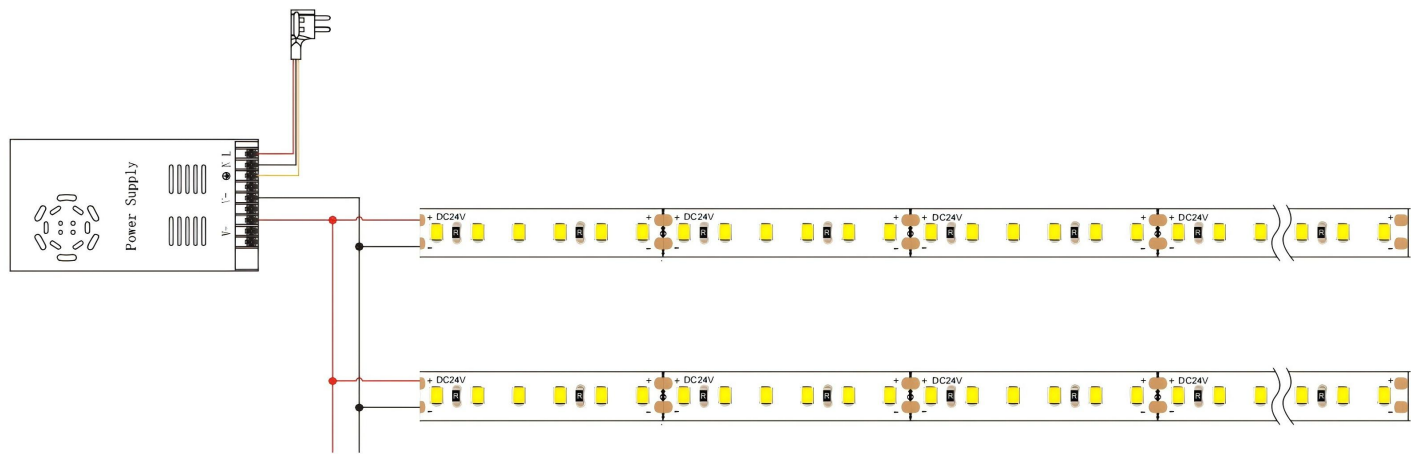 Power Supply
L
N
V-
V-
+ DC24V
R
R
-
+
-
+ DC24V
R
R
-
+
-
+ DC24V
R
R
-
+
-
+ DC24V
R
R
-
+
-
+ DC24V
R
R
-
+
-
+ DC24V
R
R
-
+
-
+ DC24V
R
R
-
+
-
+ DC24V
R
R
-
+
-